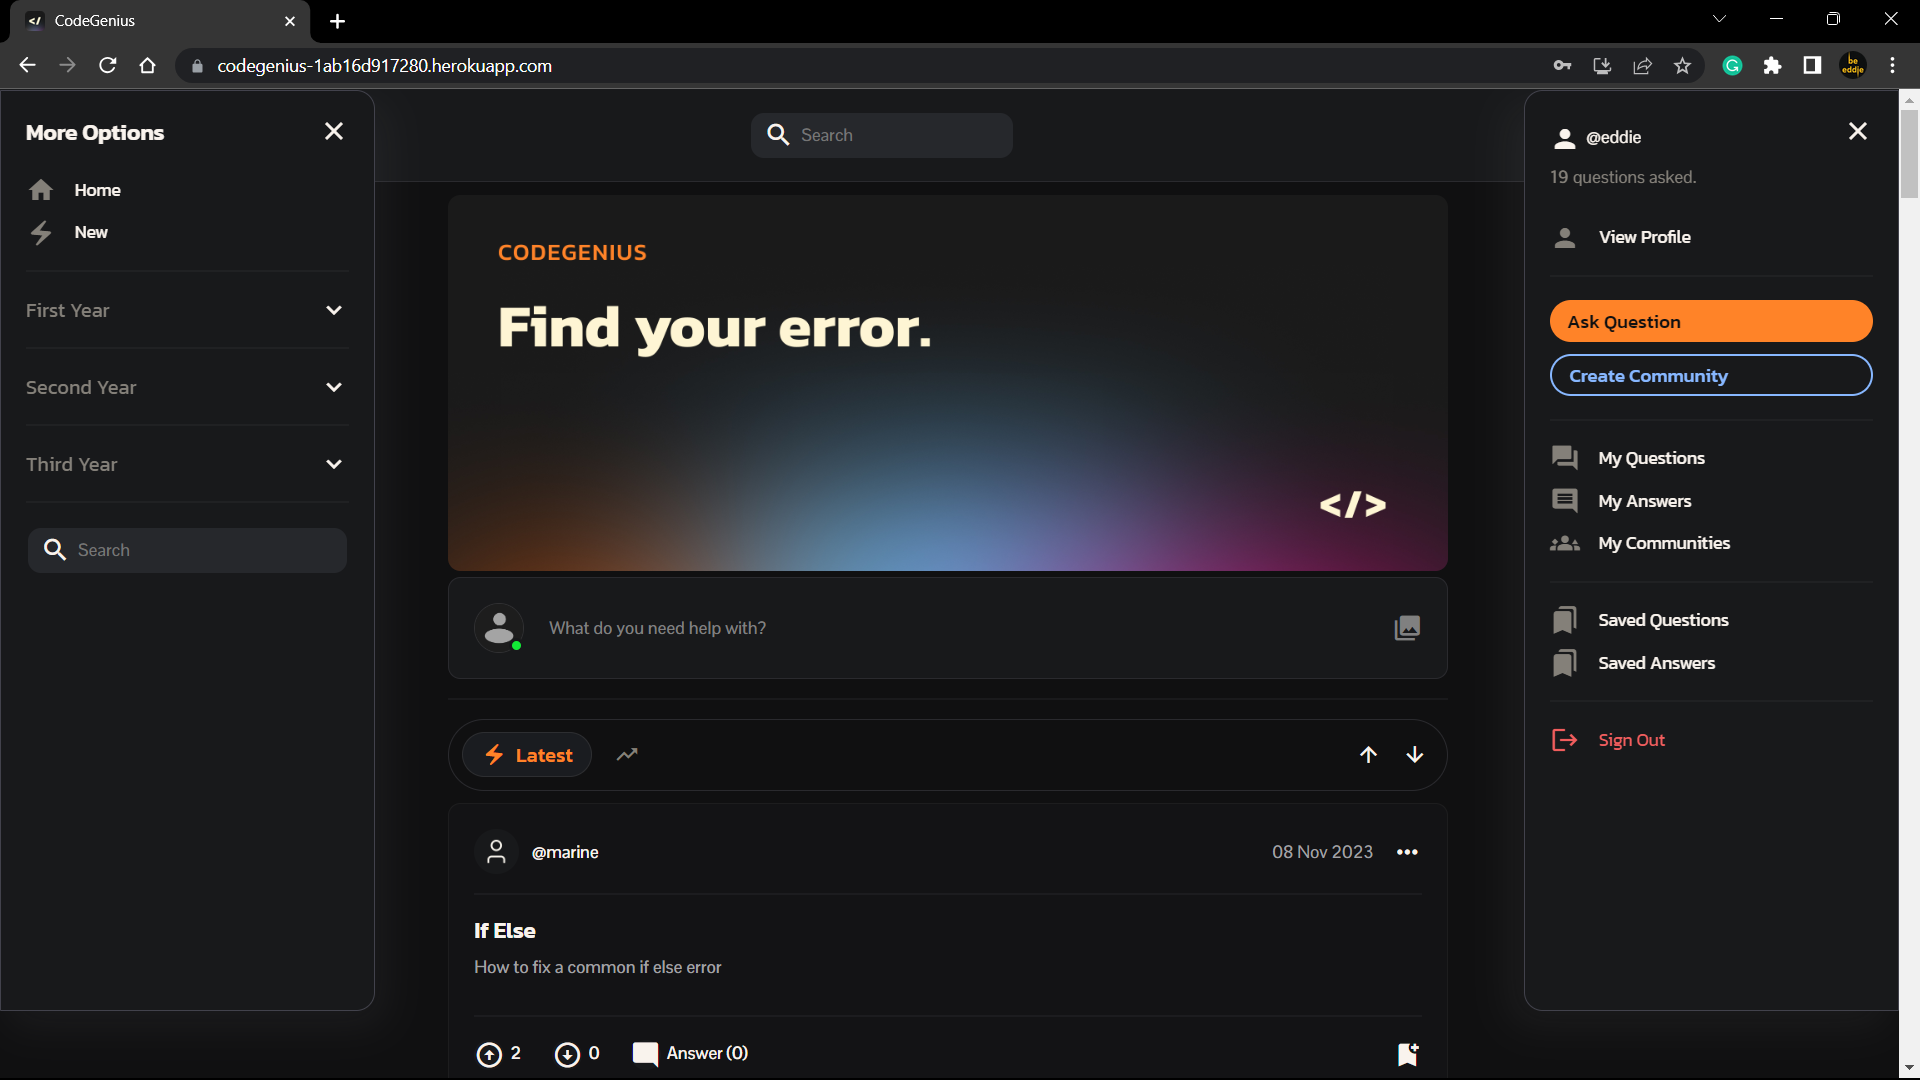 CodeGenius
codegenius-1ab16d917280.herokuapp.com
be
eddie
More Options
Home
New
First Year
Second Year
Third Year
Search
Search
CODEGENIUS
Find your error.
</>
What do you need help with?
Latest
@marine
08 Nov 2023
If Else
How to fix a common if else error
2
0
Answer (0)
@eddie
19 questions asked.
View Profile
Ask Question
Create Community
My Questions
My Answers
My Communities
Saved Questions
Saved Answers
Sign Out